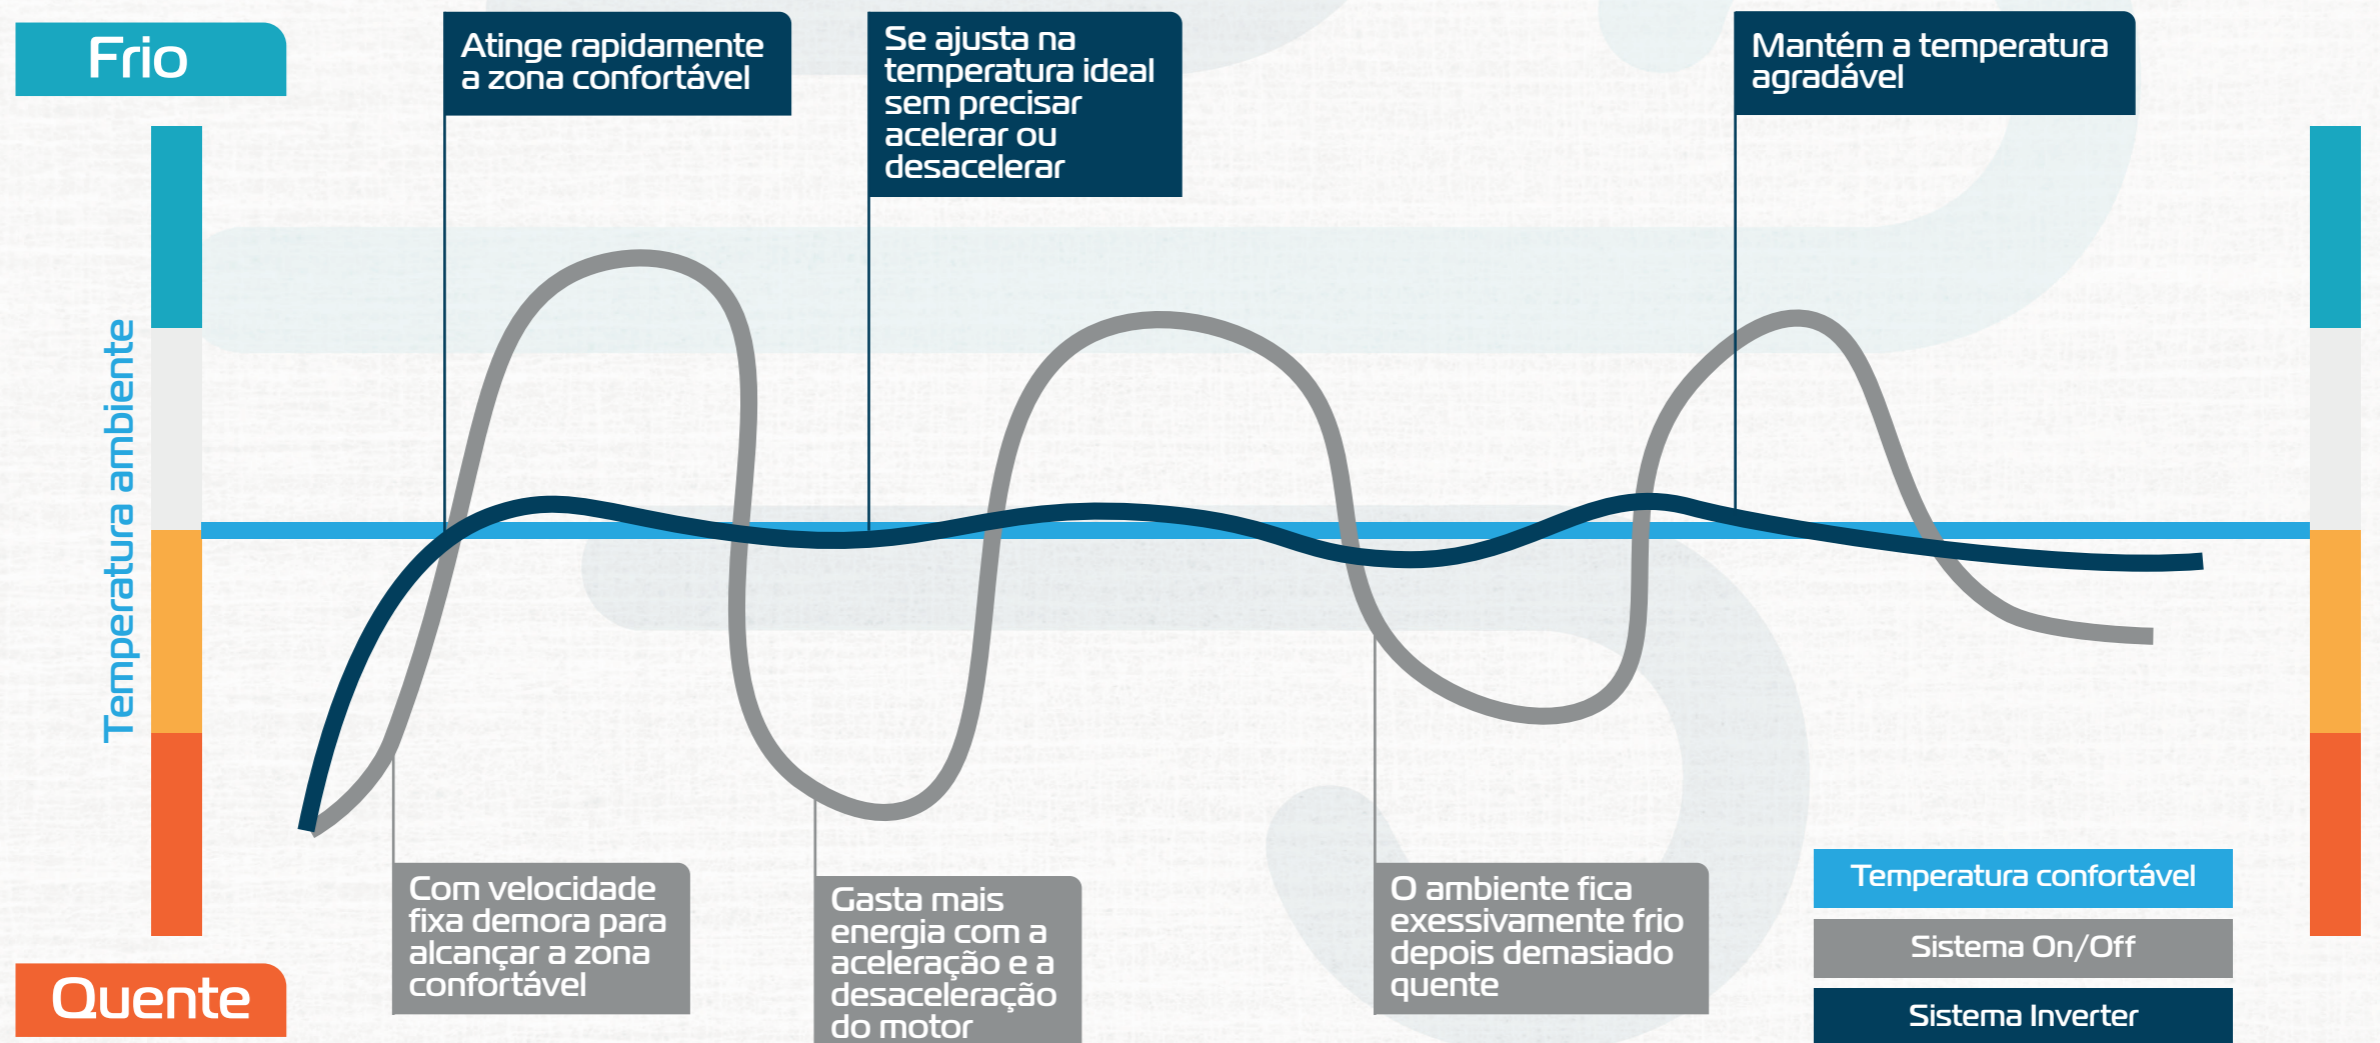 Frio
Atinge rapidamente
a zona confortável
Se ajusta na
temperatura ideal
sem precisar
acelerar ou
desacelerar
Mantém a temperatura
agradável
Temperatura ambiente
Com velocidade
fixa demora para
alcançar a zona
confortável
Gasta mais
energia com a
aceleração e a
desaceleração
do motor
O ambiente fica
exessivamente frio
depois demasiado
quente
Temperatura confortável
Sistema On/Off
Sistema Inverter
Quente